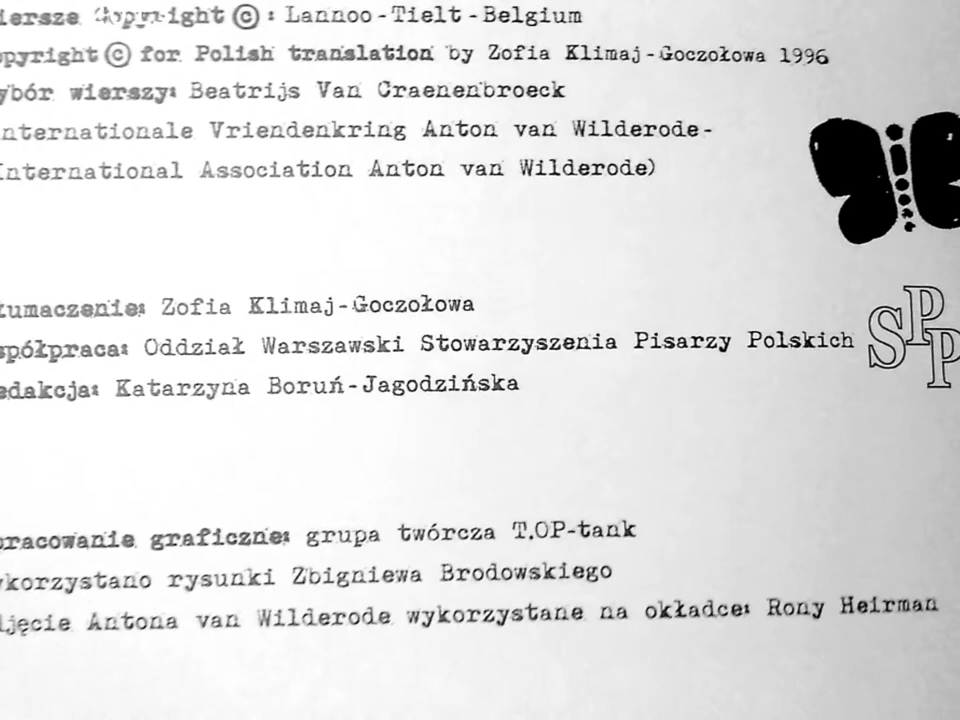 iersze Copyright © : Lannoo - Tielt - Belgium
opyright © for Polish translation by Zofia Klimaj - Goczołowa 1996
ybór wierszy: Beatrijs Van Craenenbroeck
nternationale Vriendenkring Anton van Wilderode -
International Association Anton van Wilderode)
łumaczenie: Zofia Klimaj - Goczołowa
spółpraca: Oddział Warszawski Stowarzyszenia Pisarzy Polskich
SPP
edakcja: Katarzyna Boruń - Jagodzińska
pracowanie graficzne: grupa twórcza T.OP-tank
ykorzystano rysunki Zbigniewa Brodowskiego
djęcie Antona van Wilderode wykorzystane na okładce: Rony Heirman